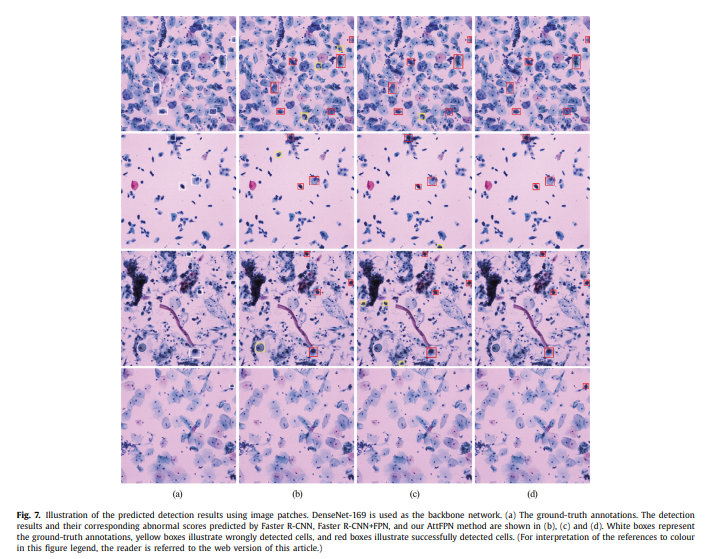 (a) (b) (c) (d)
Fig. 7. Illustration of the predicted detection results using image patches. DenseNet-169 is used as the backbone network. (a) The ground-truth annotations. The detection
results and their corresponding abnormal scores predicted by Faster R-CNN, Faster R-CNN+FPN, and our AttFPN method are shown in (b), (c) and (d). White boxes represent
the ground-truth annotations, yellow boxes illustrate wrongly detected cells, and red boxes illustrate successfully detected cells. (For interpretation of the references to colour
in this figure legend, the reader is referred to the web version of this article.)